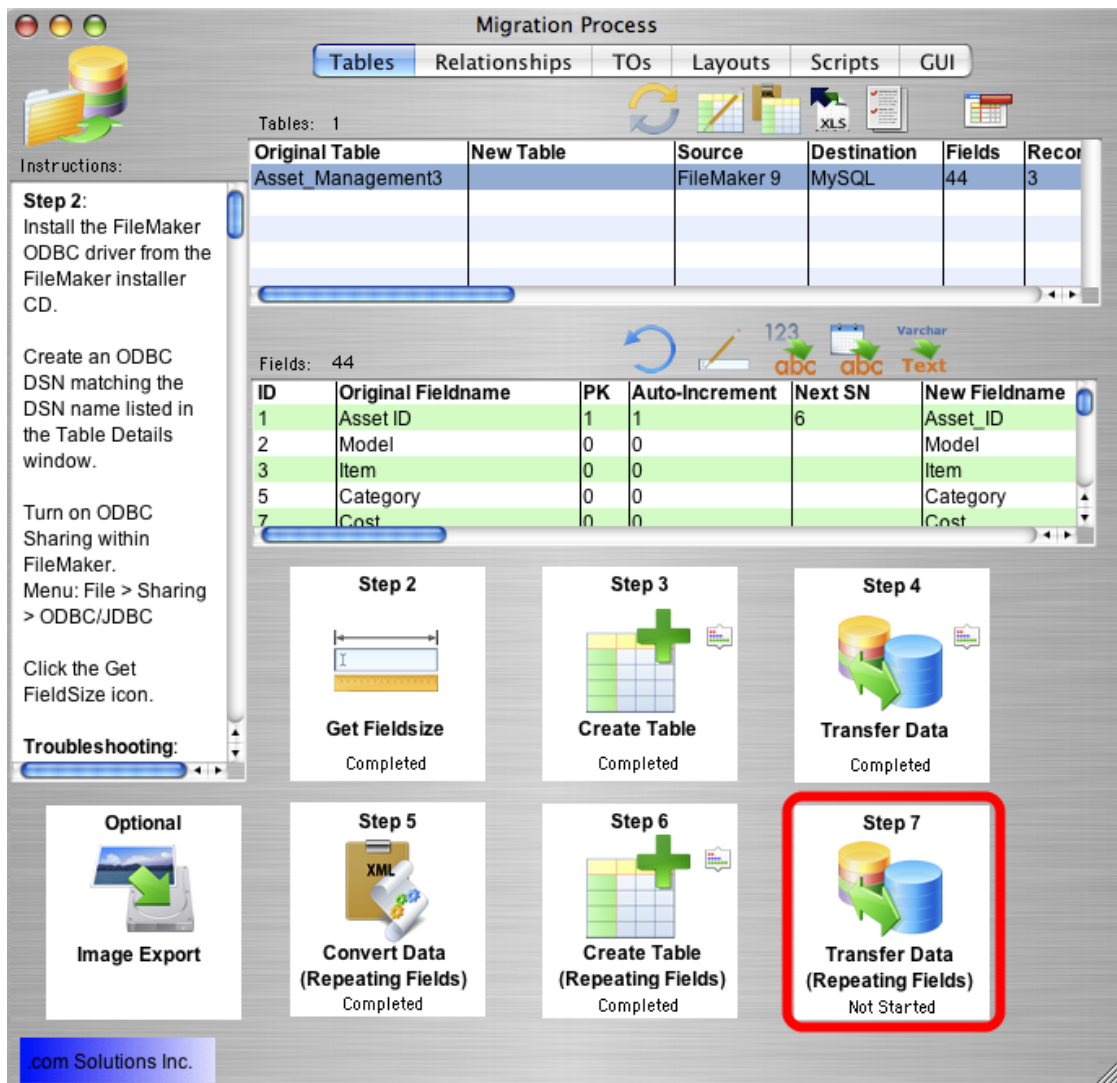 Migration Process
Tables Relationships TOs Layouts Scripts GUI
XML
XLS
Tables: 1
Original Table New Table Source Destination Fields Recor
Asset_Management3 FileMaker 9 MySQL 44 3
Instructions:
Step 2:
Install the FileMaker
ODBC driver from the
FileMaker installer
CD.
Create an ODBC
DSN matching the
DSN name listed in
the Table Details
window.
Turn on ODBC
Sharing within
FileMaker.
Menu: File > Sharing
> ODBC/JDBC
Click the Get
FieldSize icon.
Troubleshooting:
123
abc
abc
Varchar
Text
Fields: 44
ID Original Fieldname PK Auto-Increment Next SN New Fieldname
1 Asset ID 1 1 6 Asset_ID
2 Model 0 0 Model
3 Item 0 0 Item
5 Category 0 0 Category
7 Cost 0 0 Cost
Step 2
Get Fieldsize
Completed
Step 3
Create Table
Completed
Step 4
Transfer Data
Completed
Optional
Image Export
Step 5
XML
Convert Data
(Repeating Fields)
Completed
Step 6
Create Table
(Repeating Fields)
Completed
Step 7
Transfer Data
(Repeating Fields)
Not Started
.com Solutions Inc.